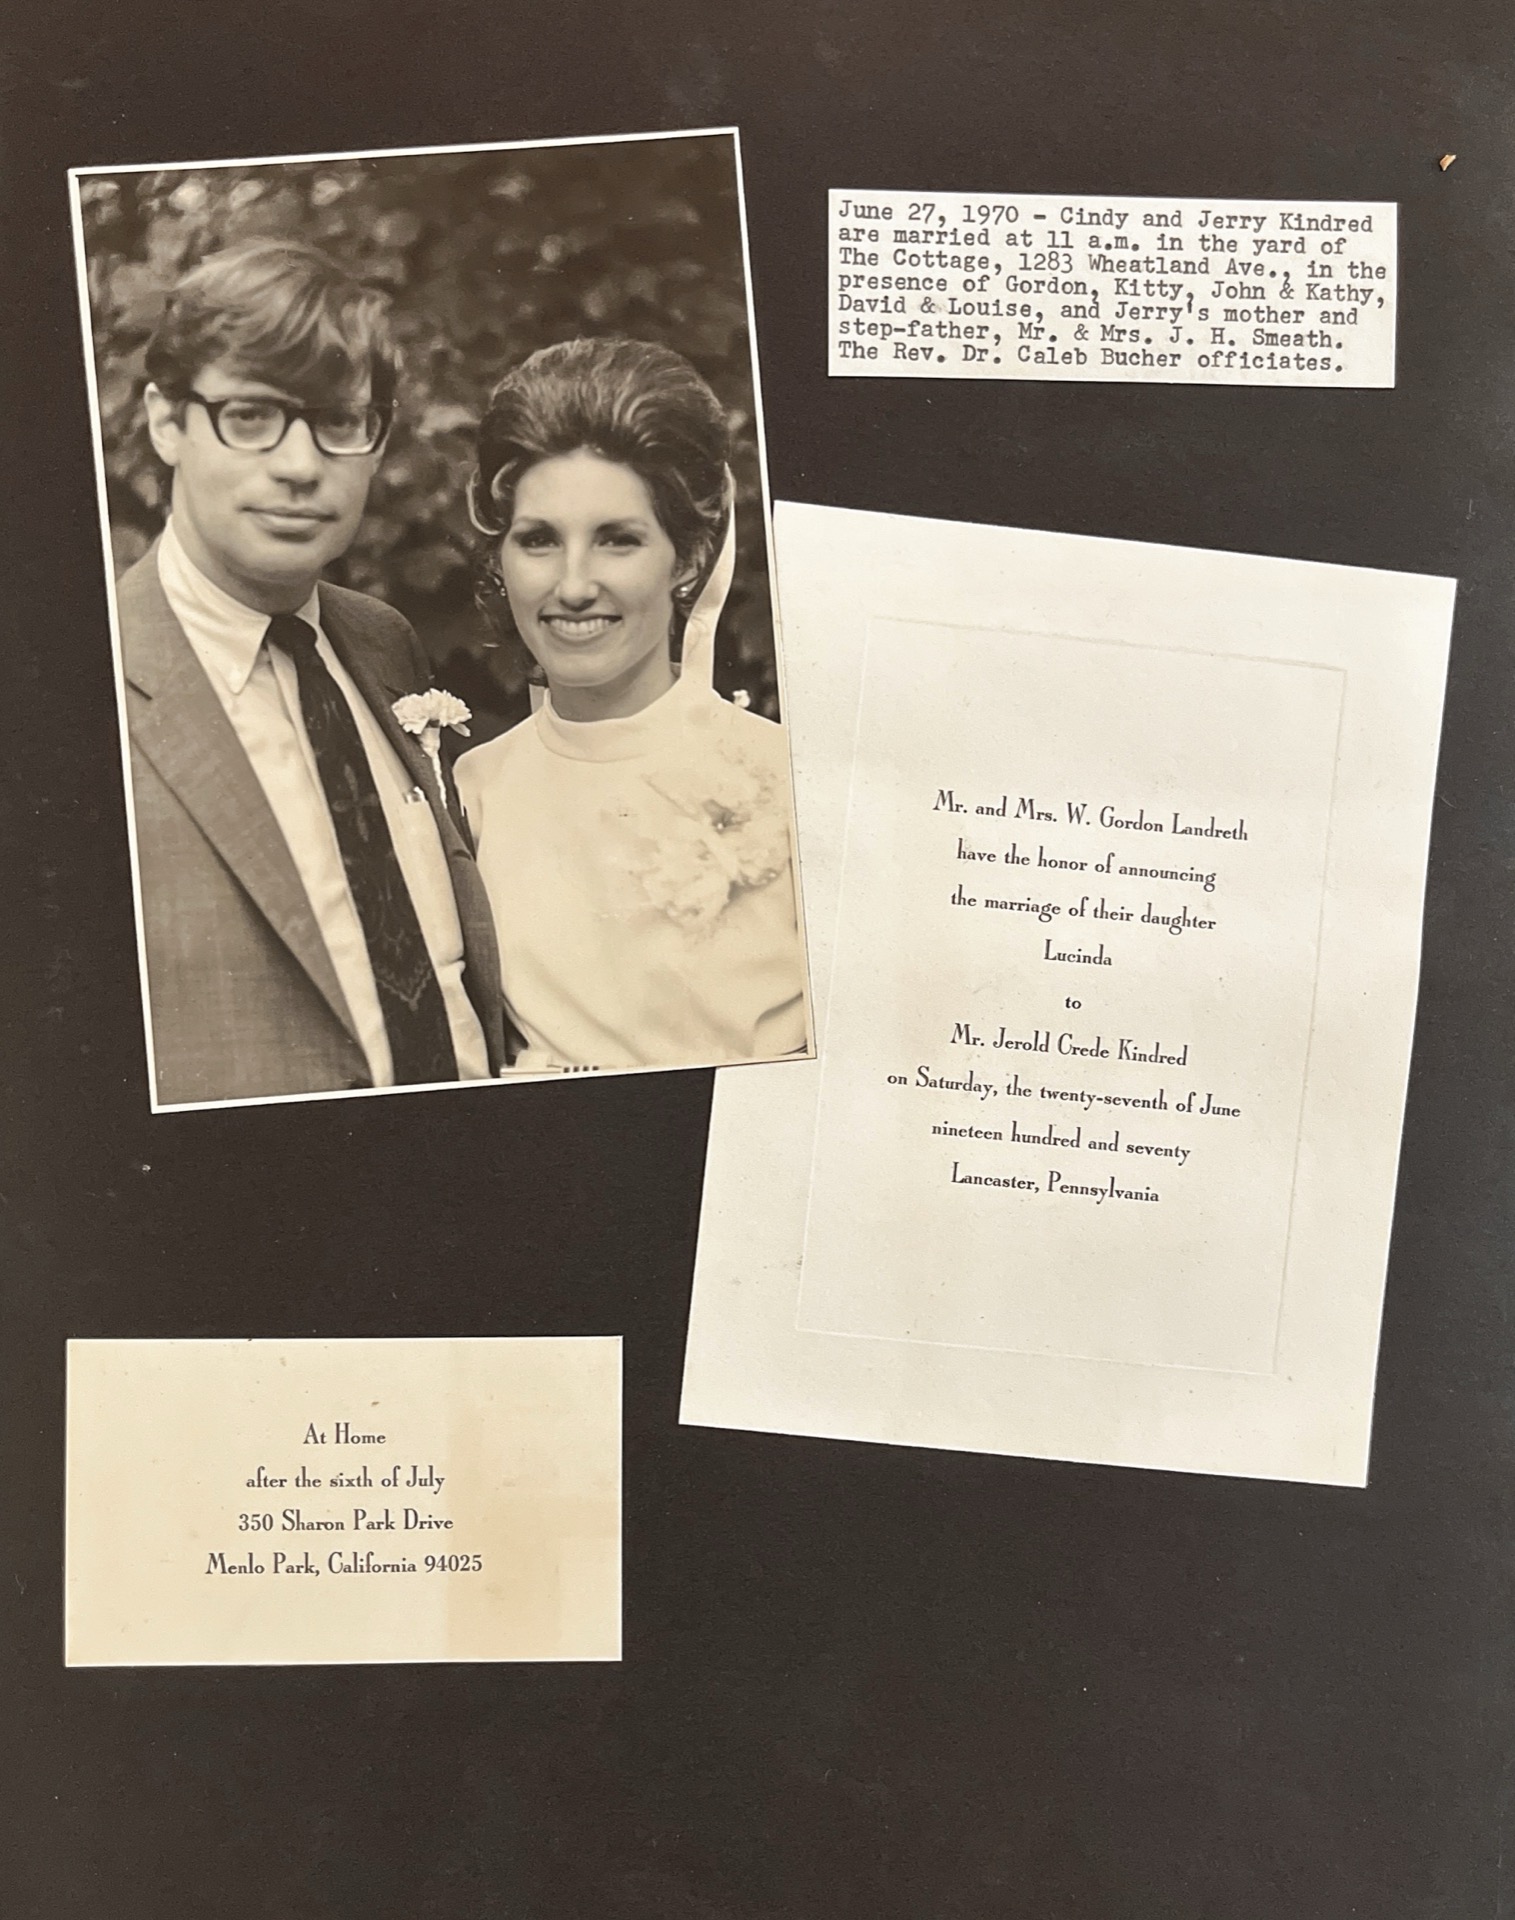 June 27, 1970 - Cindy and Jerry Kindred
are married at 11 a.m. in the yard of
The Cottage, 1283 Wheatland Ave., in the
presence of Gordon, Kitty, John & Kathy,
David & Louise, and Jerry's mother and
step-father, Mr. & Mrs. J. H. Smeath.
The Rev. Dr. Caleb Bucher officiates.
Mr. and Mrs. W. Gordon Landreth
have the honor of announcing
the marriage of their daughter
Lucinda
to
Mr. Jerold Crede Kindred
on Saturday, the twenty-seventh of June
nineteen hundred and seventy
Lancaster, Pennsylvania
At Home
after the sixth of July
350 Sharon Park Drive
Menlo Park, California 94025